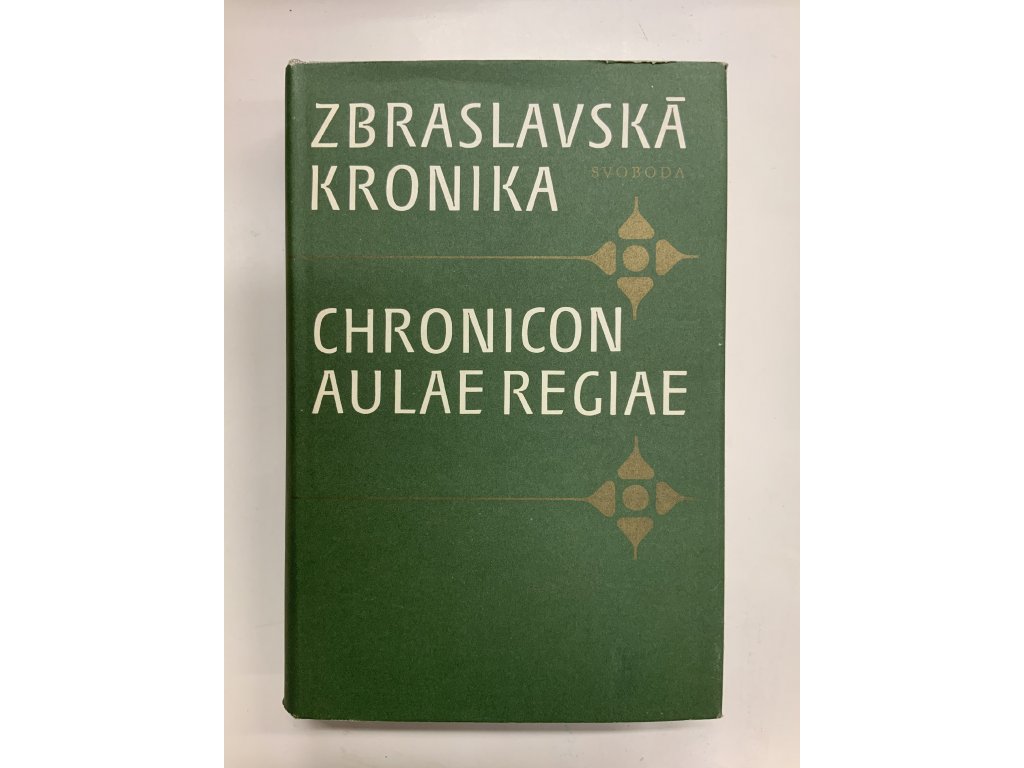 ZBRASLAVSKÁ
KRONIKA
SVOBODA
CHRONICON
AULAE REGIAE